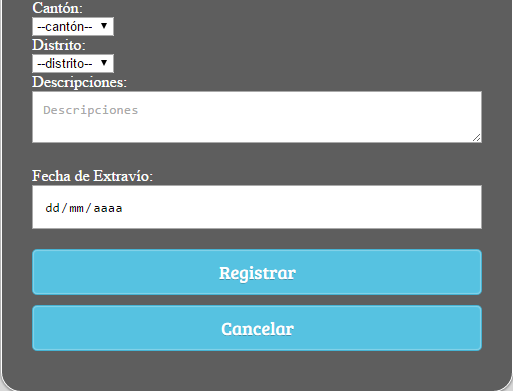 Cantón:
--cantón--
Distrito:
--distrito--
Descripciones:
Descripciones
Fecha de Extravío:
dd/mm/aaaa
Registrar
Cancelar